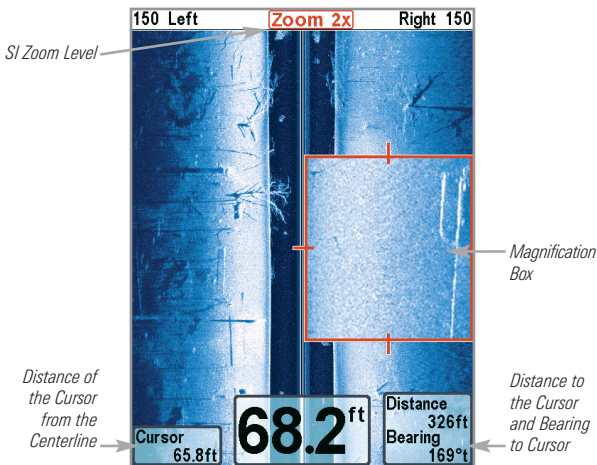 150 Left
Zoom 2x
Right 150
SI Zoom Level
Magnification
Box
Distance of
the Cursor
from the
Centerline
Cursor
65.8ft
68.2ft
Distance
326ft
Bearing
169°t
Distance to
the Cursor
and Bearing
to Cursor